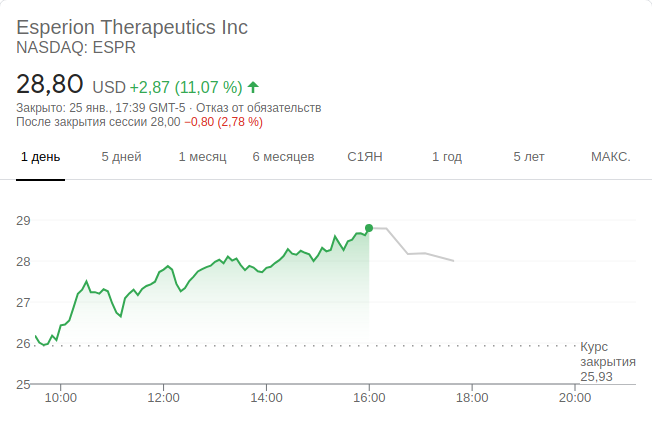 Esperion Therapeutics Inc
NASDAQ: ESPR
28,80 USD +2,87 (11,07 %)
Закрыто: 25 янв., 17:39 GMT-5 · Отказ от обязательств
После закрытия сессии 28,00 −0,80 (2,78 %)
1 день 5 дней 1 месяц 6 месяцев С1ЯН 1 год 5 лет МАКС.
29
28
27
26
Курс
закрытия
25,93
25
10:00 12:00 14:00 16:00 18:00 20:00